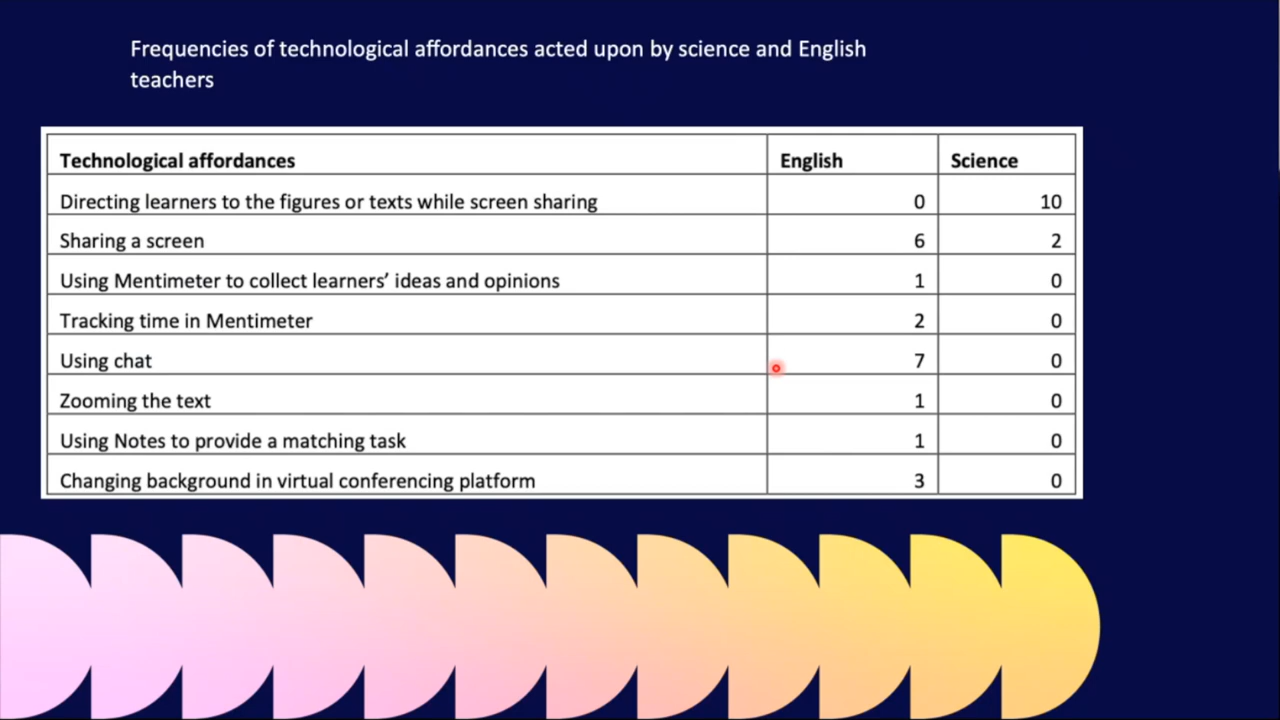 Frequencies of technological affordances acted upon by science and English
teachers
Technological affordances English Science
Directing learners to the figures or texts while screen sharing 0 10
Sharing a screen 6 2
Using Mentimeter to collect learners’ ideas and opinions 1 0
Tracking time in Mentimeter 2 0
Using chat 7 0
Zooming the text 1 0
Using Notes to provide a matching task 1 0
Changing background in virtual conferencing platform 3 0